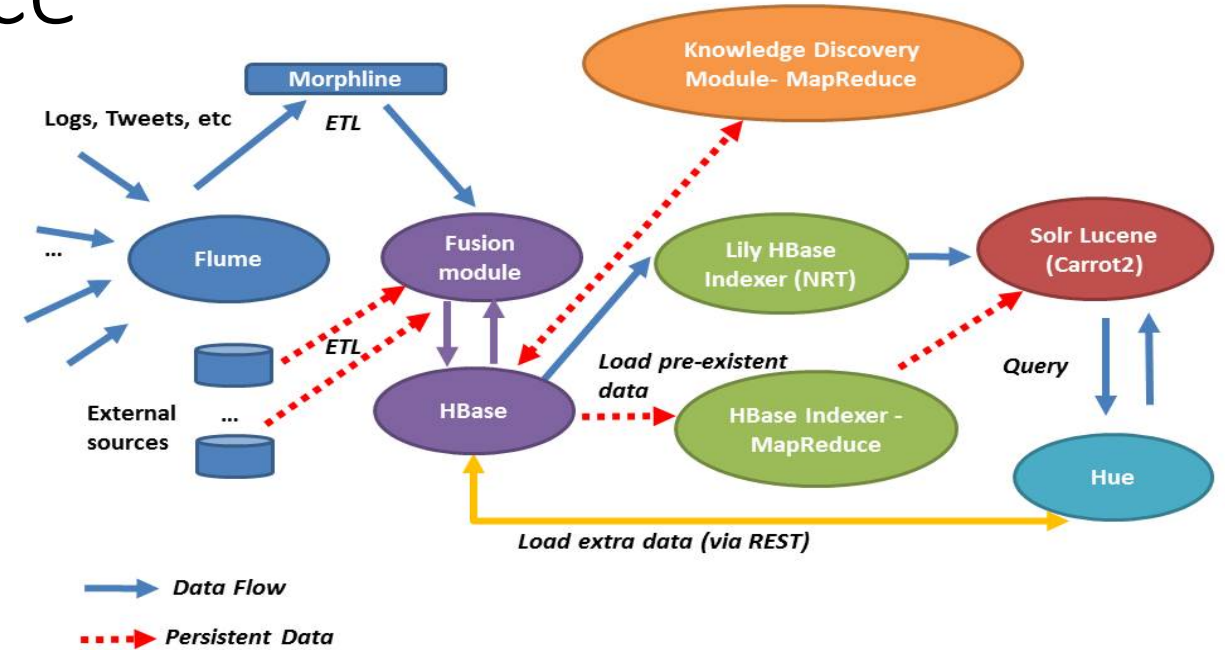 Knowledge Discovery
Module- MapReduce
Morphline
Logs, Tweets, etc
ETL
...
Flume
Fusion
module
Lily HBase
Indexer (NRT)
Solr Lucene
(Carrot2)
ETL
Load pre-existent
data
Query
External
sources
...
HBase
HBase Indexer -
MapReduce
Hue
Load extra data (via REST)
Data Flow
Persistent Data